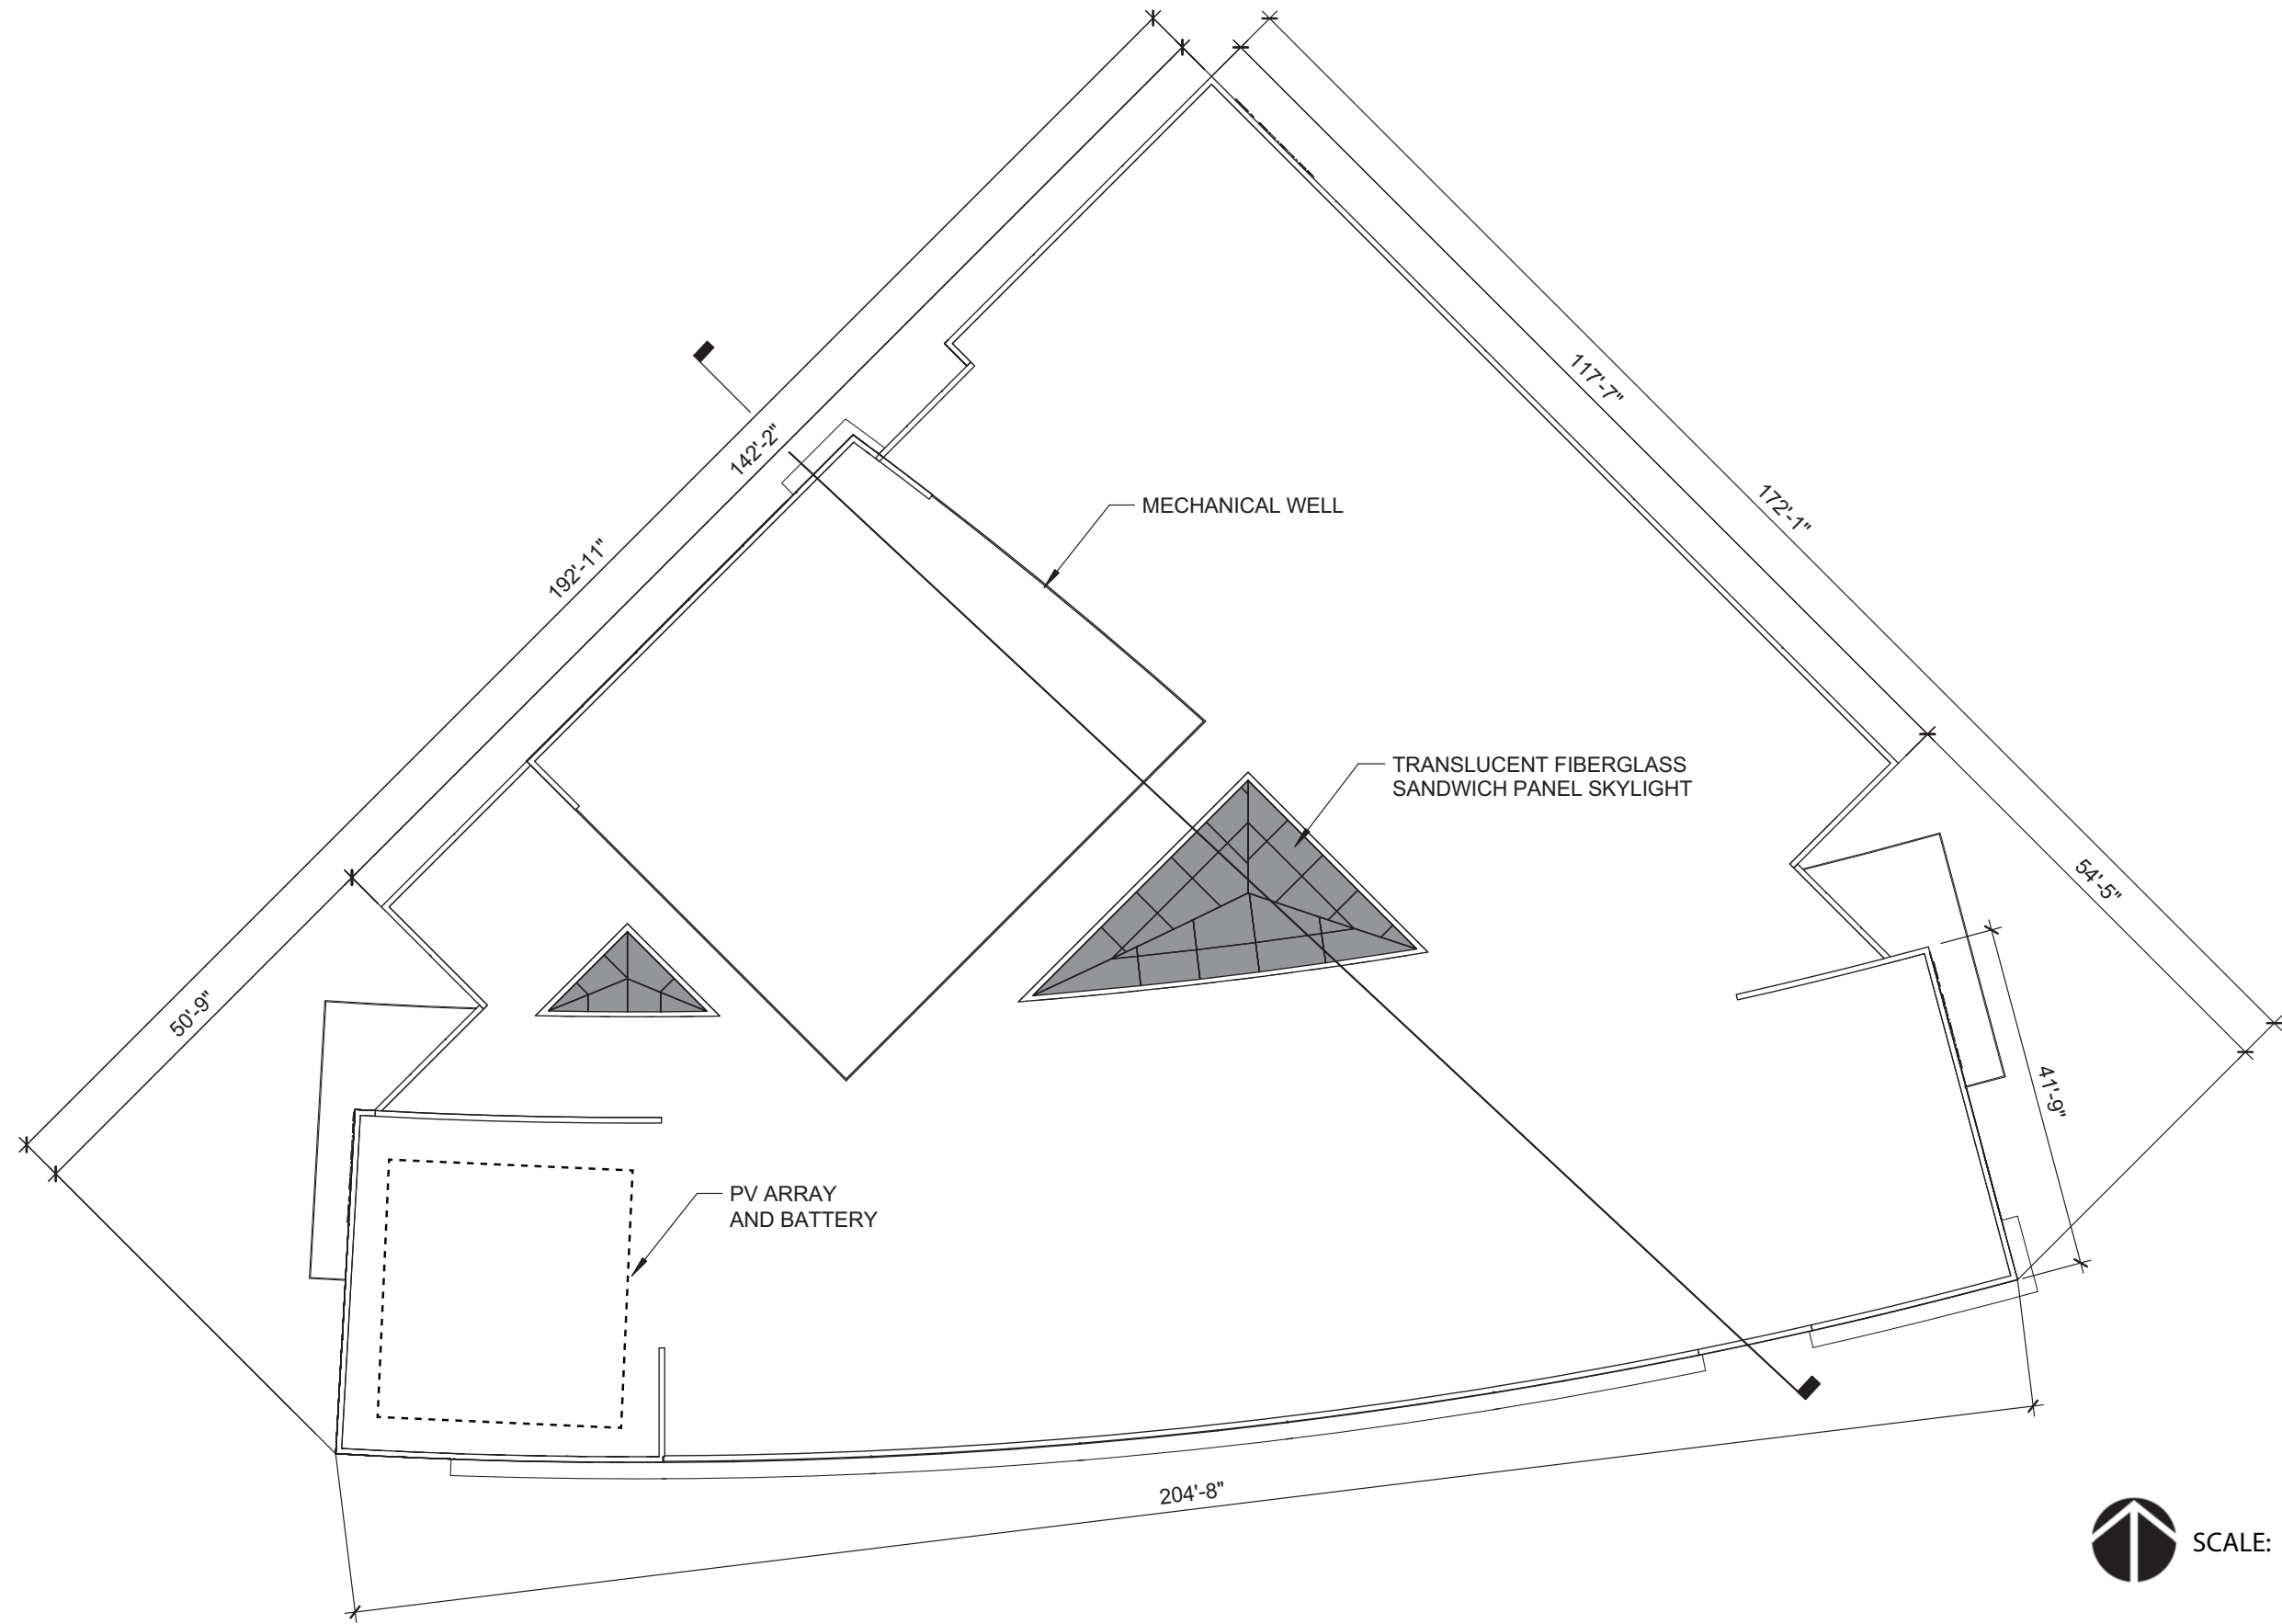 117'-7"
142'-2"
172'-1"
MECHANICAL WELL
192'-11"
TRANSLUCENT FIBERGLASS
SANDWICH PANEL SKYLIGHT
54'-5"
50'-9"
41'-9"
PV ARRAY
AND BATTERY
204'-8"
SCALE: